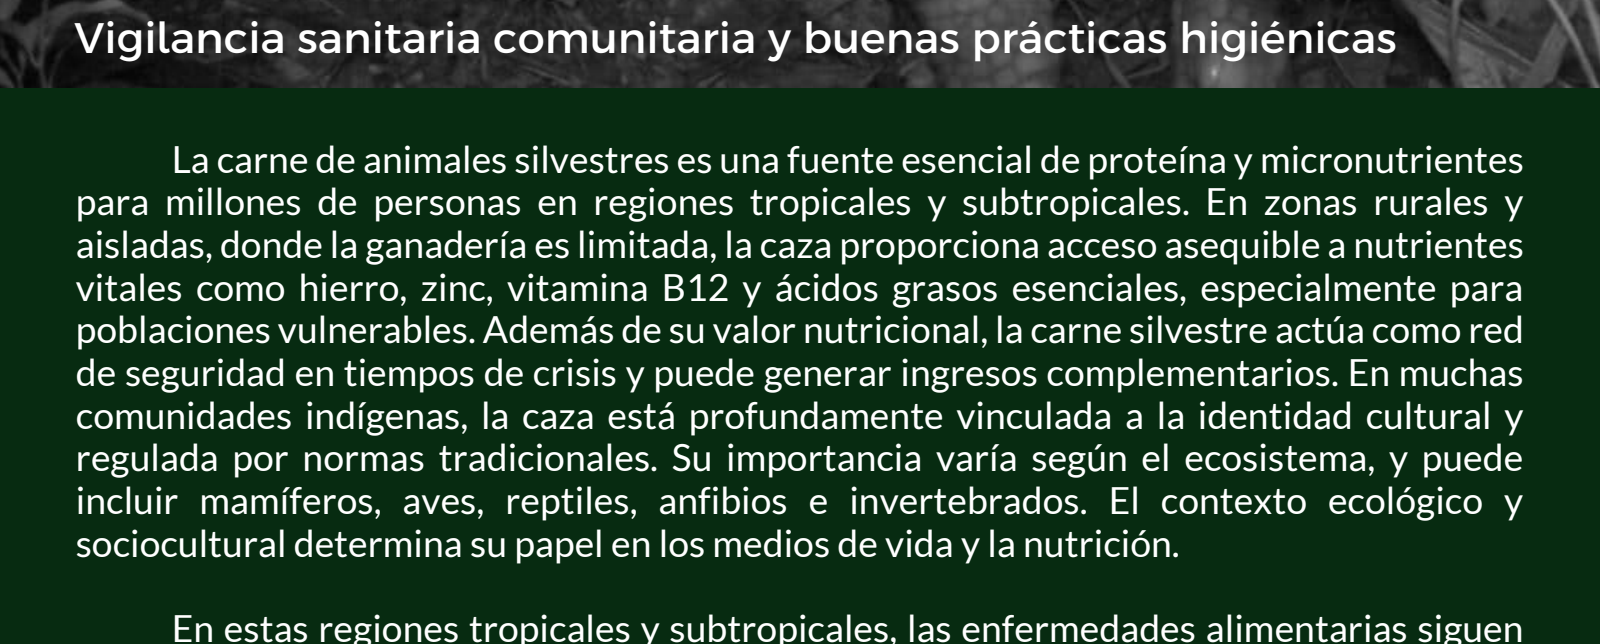 Vigilancia sanitaria comunitaria y buenas prácticas higiénicas
La carne de animales silvestres es una fuente esencial de proteína y micronutrientes
para millones de personas en regiones tropicales y subtropicales. En zonas rurales y
aisladas, donde la ganadería es limitada, la caza proporciona acceso asequible a nutrientes
vitales como hierro, zinc, vitamina B12 y ácidos grasos esenciales, especialmente para
poblaciones vulnerables. Además de su valor nutricional, la carne silvestre actúa como red
de seguridad en tiempos de crisis y puede generar ingresos complementarios. En muchas
comunidades indígenas, la caza está profundamente vinculada a la identidad cultural y
regulada por normas tradicionales. Su importancia varía según el ecosistema, y puede
incluir mamíferos, aves, reptiles, anfibios e invertebrados. El contexto ecológico y
sociocultural determina su papel en los medios de vida y la nutrición.
En estas regiones tropicales y subtropicales, las enfermedades alimentarias siguen